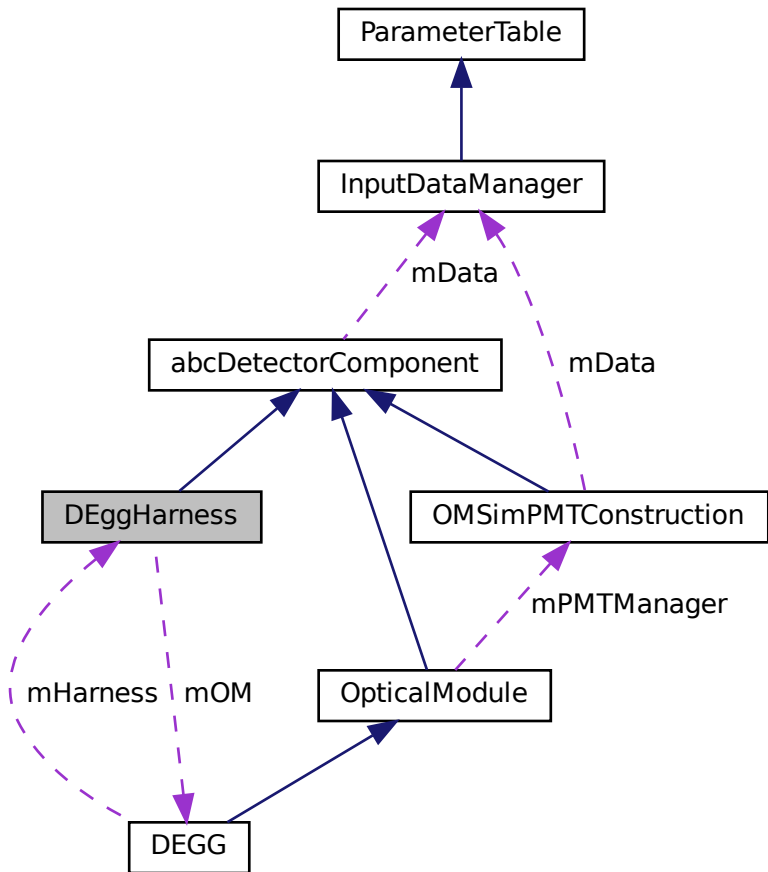 ParameterTable
InputDataManager
mData
abcDetectorComponent
mData
DEggHarness
OMSimPMTConstruction
mPMTManager
mHarness
mOM
OpticalModule
DEGG